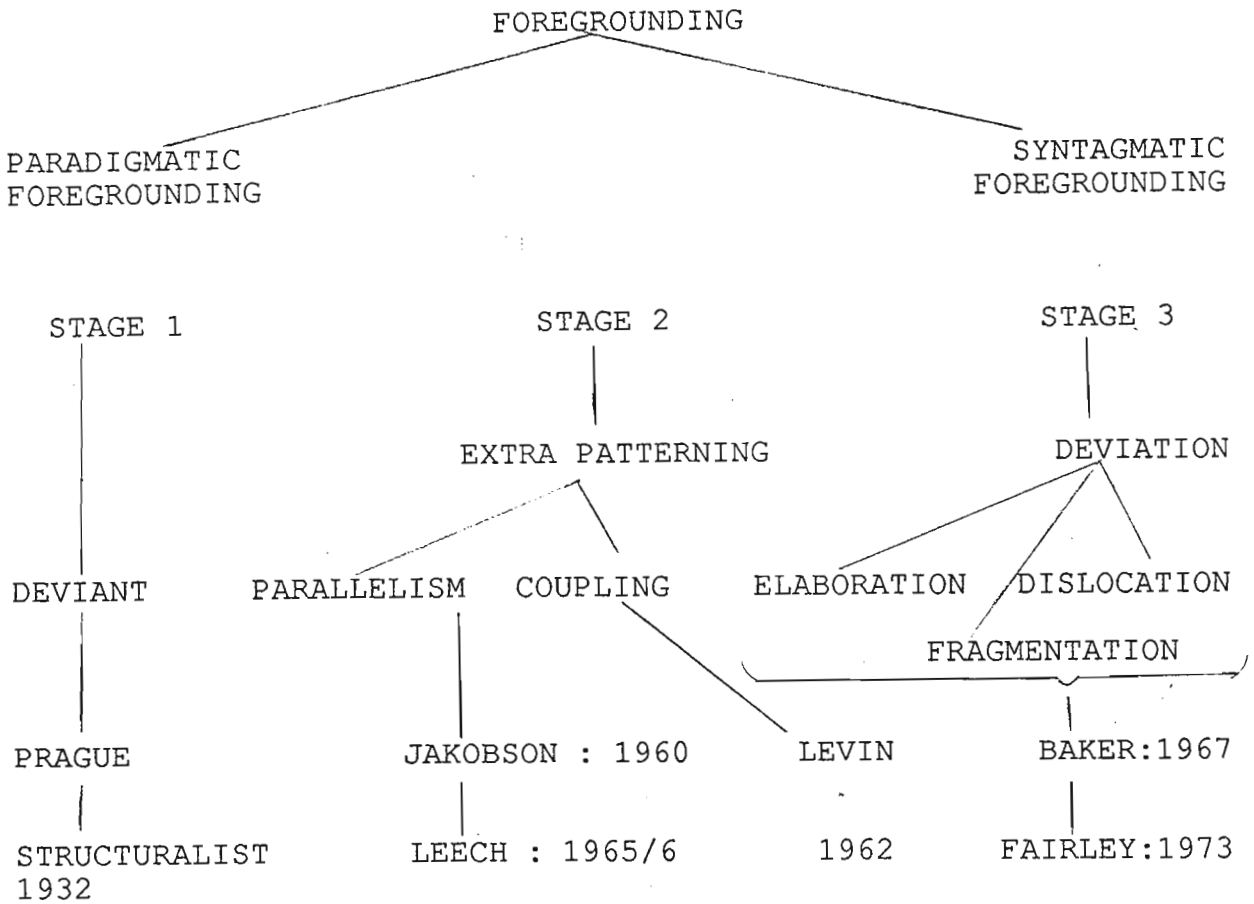 FOREGROUNDING
PARADIGMATIC
FOREGROUNDING
SYNTAGMATIC
FOREGROUNDING
STAGE 1
STAGE 2
STAGE 3
EXTRA PATTERNING
DEVIATION
DEVIANT
PARALLELISM
COUPLING
ELABORATION
DISLOCATION
FRAGMENTATION
PRAGUE
JAKOBSON : 1960
LEVIN
BAKER:1967
STRUCTURALIST
1932
LEECH : 1965/6
1962
FAIRLEY:1973